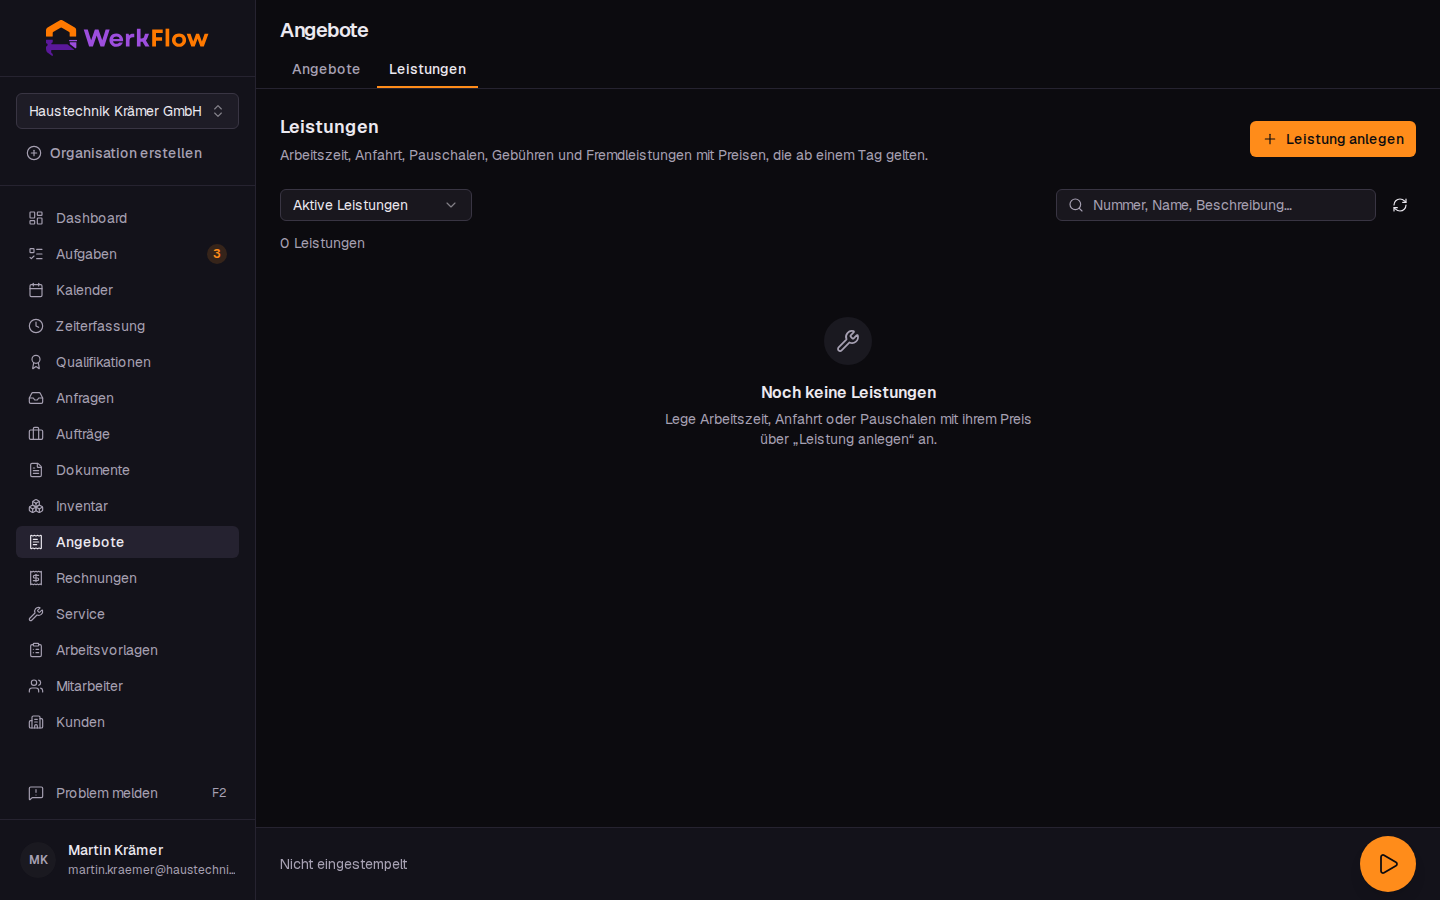 WerkFlow
Haustechnik Krämer GmbH
Organisation erstellen
Dashboard
Aufgaben 3
Kalender
Zeiterfassung
Qualifikationen
Anfragen
Aufträge
Dokumente
Inventar
Angebote
Rechnungen
Service
Arbeitsvorlagen
Mitarbeiter
Kunden
Problem melden F2
MK
Martin Krämer
martin.kraemer@haustechni…
Angebote
Angebote Leistungen
Leistungen
Arbeitszeit, Anfahrt, Pauschalen, Gebühren und Fremdleistungen mit Preisen, die ab einem Tag gelten.
Leistung anlegen
Aktive Leistungen
Nummer, Name, Beschreibung…
0 Leistungen
Noch keine Leistungen
Lege Arbeitszeit, Anfahrt oder Pauschalen mit ihrem Preis
über „Leistung anlegen“ an.
Nicht eingestempelt